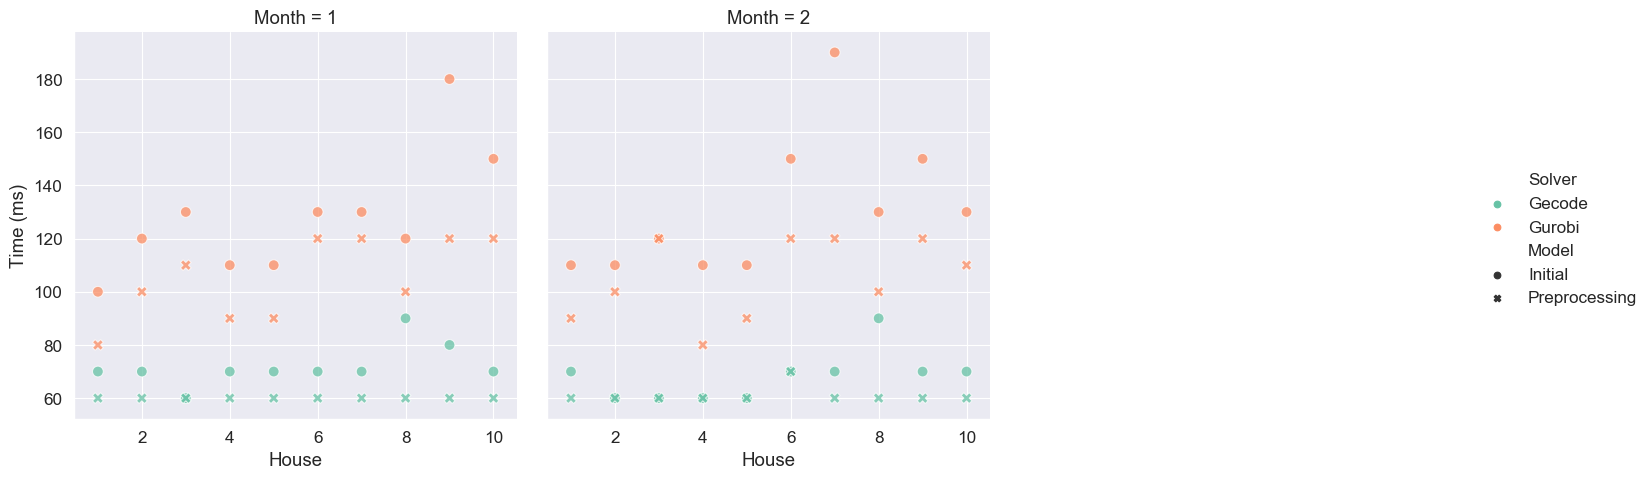 Month = 1
Month = 2
180
160
140
120
100
80
60
Time (ms)
2 4 6 8 10
2 4 6 8 10
House
House
Solver
Gecode
Gurobi
Model
Initial
Preprocessing